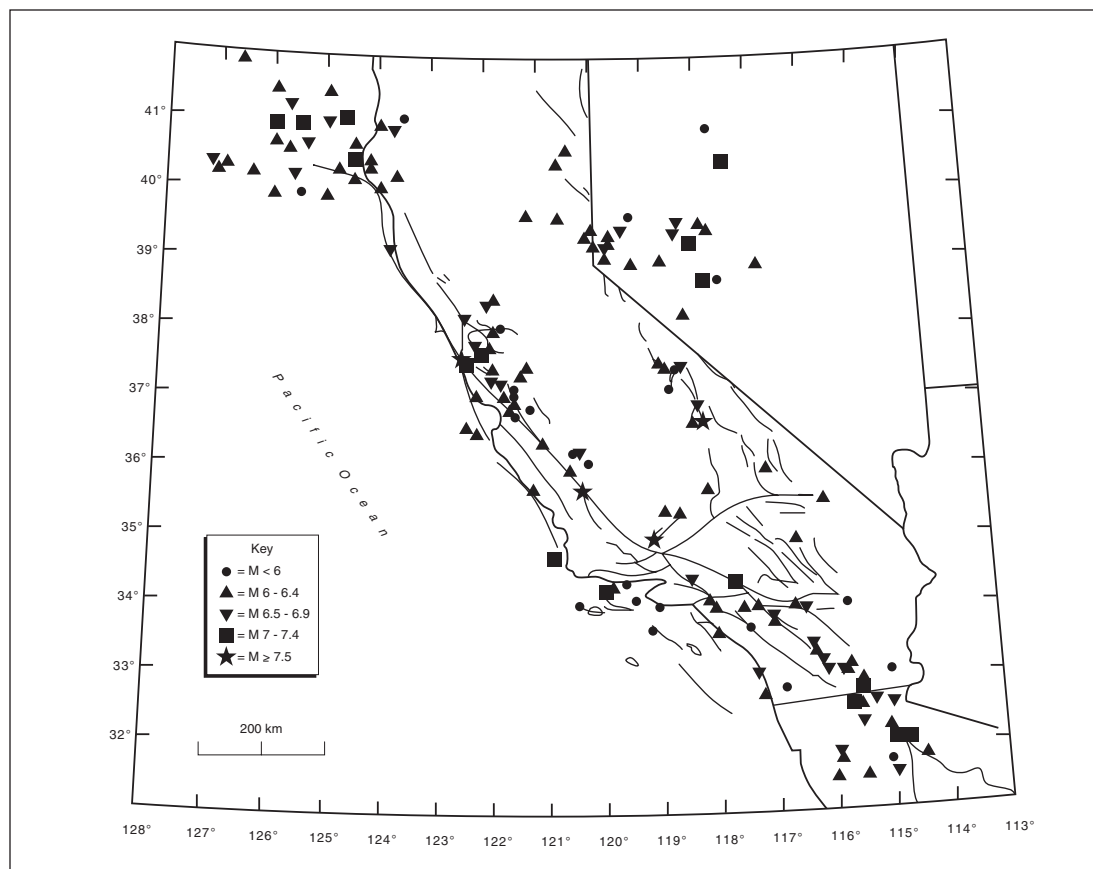 41°
40°
39°
38°
37°
36°
35°
34°
33°
32°
Pacific Ocean
Key
= M < 6
= M 6 - 6.4
= M 6.5 - 6.9
= M 7 - 7.4
= M ≥ 7.5
200 km
128° 127° 126° 125° 124° 123° 122° 121° 120° 119° 118° 117° 116° 115° 114° 113°